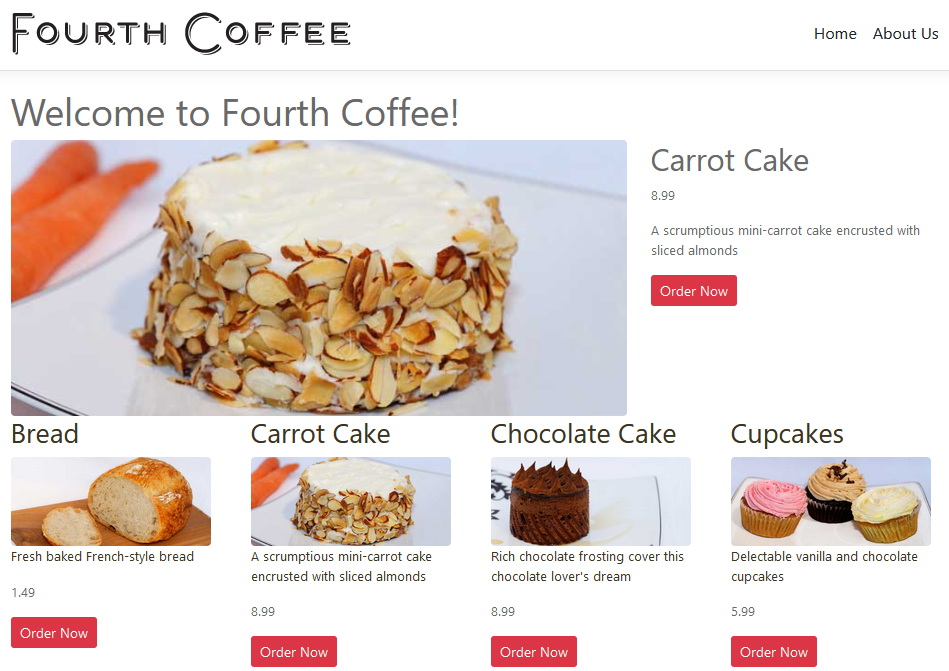 Fourth Coffee
Home
About Us
Welcome to Fourth Coffee!
Carrot Cake
8.99
A scrumptious mini-carrot cake encrusted with
sliced almonds
Order Now
Bread
Fresh baked French-style bread
1.49
Order Now
Carrot Cake
A scrumptious mini-carrot cake
encrusted with sliced almonds
8.99
Order Now
Chocolate Cake
Rich chocolate frosting cover this
chocolate lover's dream
8.99
Order Now
Cupcakes
Delectable vanilla and chocolate
cupcakes
5.99
Order Now